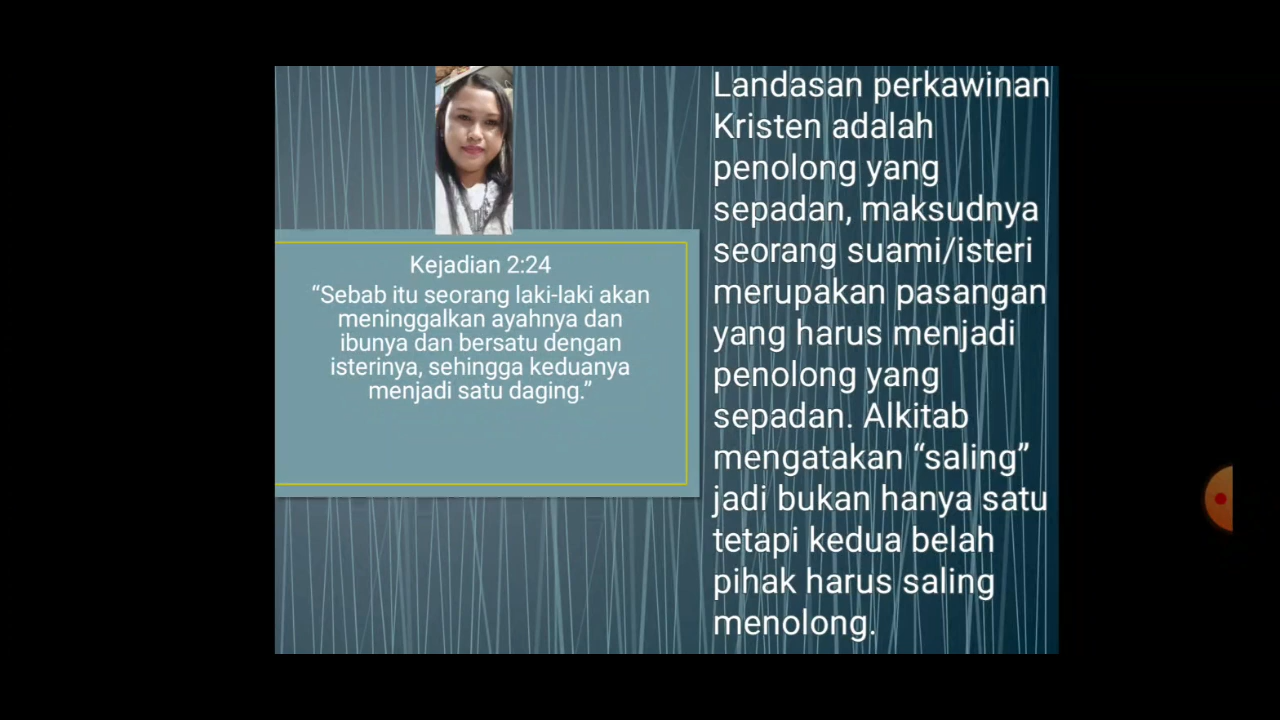 Kejadian 2:24
“Sebab itu seorang laki-laki akan
meninggalkan ayahnya dan
ibunya dan bersatu dengan
isterinya, sehingga keduanya
menjadi satu daging.”
Landasan perkawinan
Kristen adalah
penolong yang
sepadan, maksudnya
seorang suami/isteri
merupakan pasangan
yang harus menjadi
penolong yang
sepadan. Alkitab
mengatakan “saling”
jadi bukan hanya satu
tetapi kedua belah
pihak harus saling
menolong.